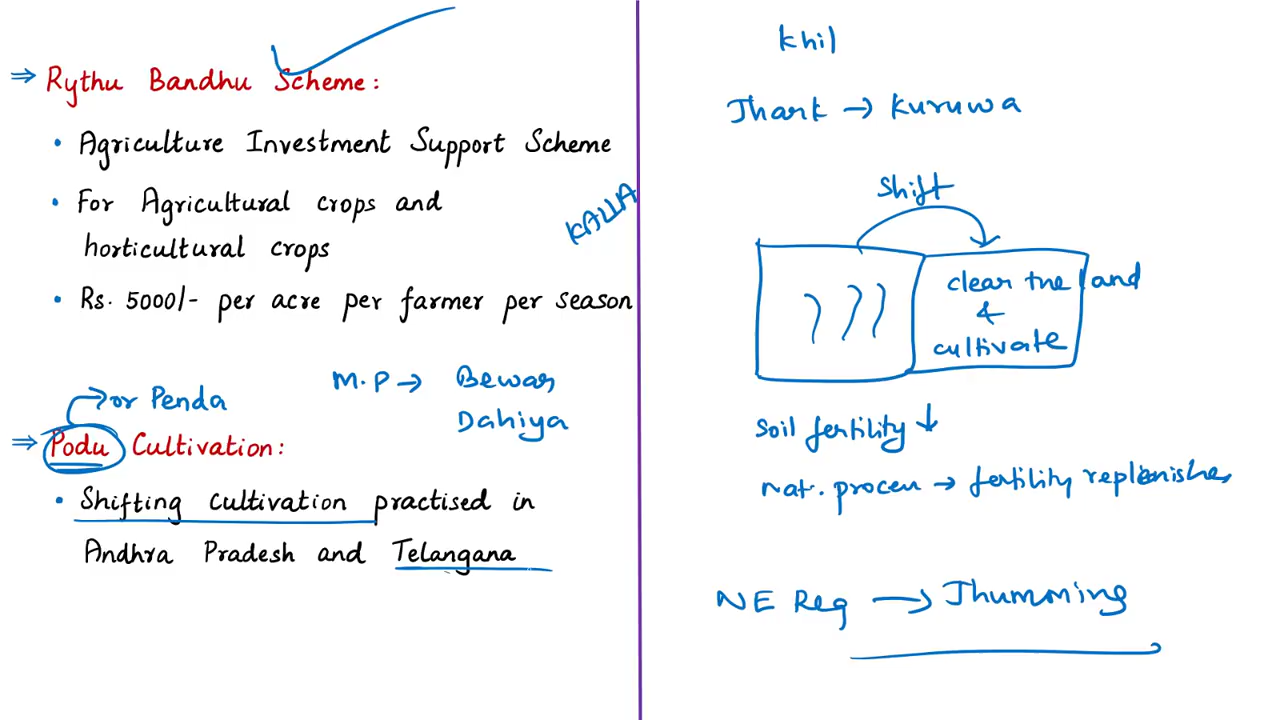 ⇒ Rythu Bandhu Scheme:
• Agriculture Investment Support Scheme
• For Agricultural crops and
horticultural crops
KALIA
• Rs. 5000/- per acre per farmer per season
M.P → Bewar
Dahiya
→ or Penda
⇒ Podu Cultivation:
• Shifting cultivation practised in
Andhra Pradesh and Telangana
Khil
Jhark → Kuruwa
Shift
clear the land
&
cultivate
Soil fertility ↓
Nat. process → fertility replenishes
NE Reg → Jhumming